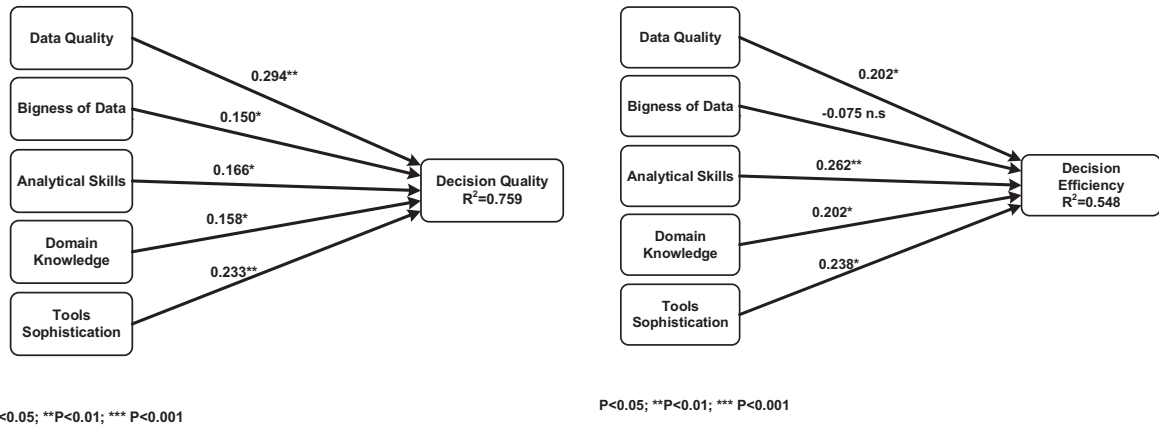 Data Quality
0.294**
Bigness of Data
0.150*
Analytical Skills
0.166*
Decision Quality
R²=0.759
Domain
Knowledge
0.158*
Tools
Sophistication
0.233**
<0.05; **P<0.01; *** P<0.001
Data Quality
0.202*
Bigness of Data
-0.075 n.s
Analytical Skills
0.262**
Decision
Efficiency
R²=0.548
Domain
Knowledge
0.202*
Tools
Sophistication
0.238*
P<0.05; **P<0.01; *** P<0.001